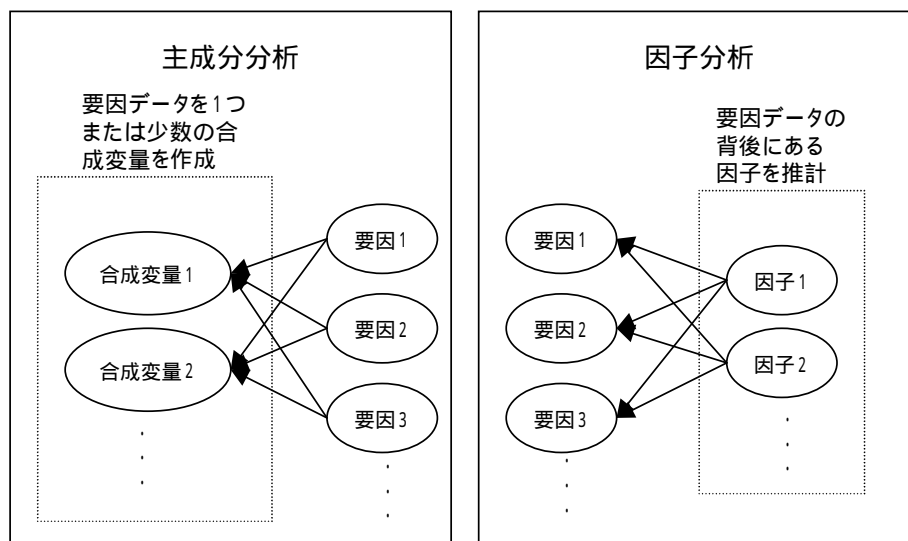 主成分分析
要因データを1つ
または少数の合
成変量を作成
合成変量1
合成変量2
要因1
要因2
要因3
因子分析
要因データの
背後にある
因子を推計
要因1
要因2
要因3
因子1
因子2